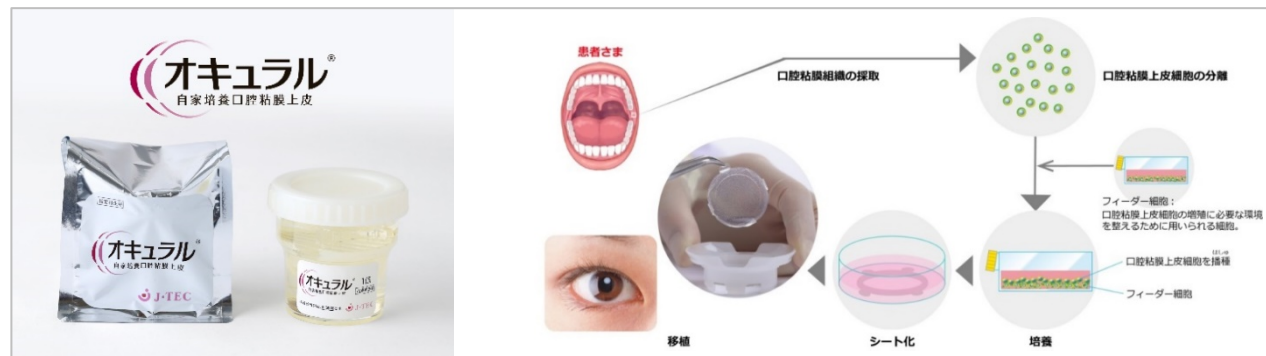 オキュラル®
自家培養口腔粘膜上皮
オキュラル®
自家培養口腔粘膜上皮
J-TEC
オキュラル®
患者さま
口腔粘膜組織の採取
口腔粘膜上皮細胞の分離
フィーダー細胞：
口腔粘膜上皮細胞の増殖に必要な環境
を整えるために用いられる細胞。
はしゅ
口腔粘膜上皮細胞を播種
フィーダー細胞
移植
シート化
培養